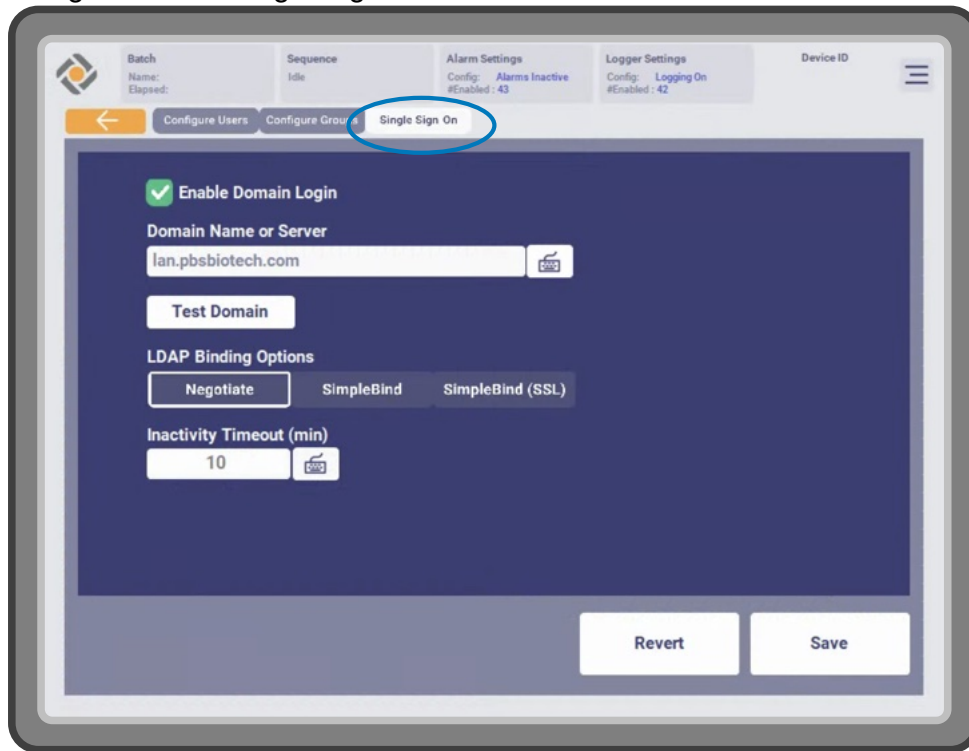 Batch
Name:
Elapsed:
Sequence
Idle
Alarm Settings
Config: Alarms Inactive
#Enabled : 43
Logger Settings
Config: Logging On
#Enabled : 42
Device ID
Configure Users
Configure Groups
Single Sign On
Enable Domain Login
Domain Name or Server
lan.pbsbiotech.com
Test Domain
LDAP Binding Options
Negotiate SimpleBind SimpleBind (SSL)
Inactivity Timeout (min)
10
Revert Save